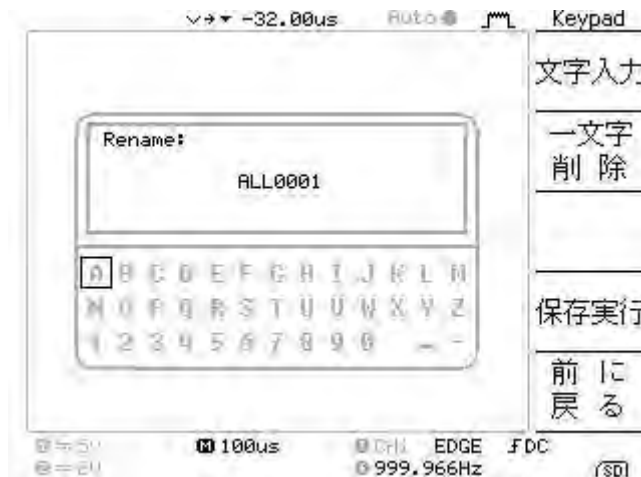 -32.00us Auto Keypad
文字入力
Rename:
ALL0001
一文字
削 除
A B C D E F G H I J K L M
N O P Q R S T U V W X Y Z
1 2 3 4 5 6 7 8 9 0 _ -
保存実行
前 に
戻 る
M 100us CH1 EDGE DC
999.966Hz
SD